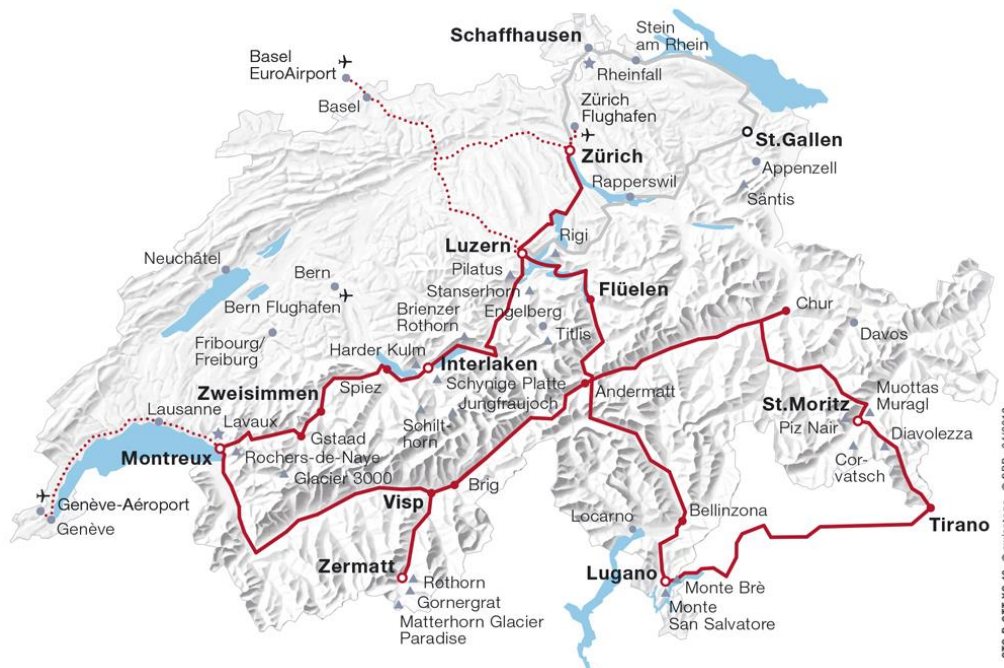 Schaffhausen
Stein
am Rhein
Basel
EuroAirport
Rheinfall
Basel
Zürich
Flughafen
St.Gallen
Zürich
Appenzell
Rapperswil
Säntis
Luzern
Rigi
Neuchâtel
Pilatus
Bern
Stanserhorn
Flüelen
Bern Flughafen
Brienzer
Rothorn
Engelberg
Chur
Fribourg/
Freiburg
Titlis
Davos
Harder Kulm
Interlaken
Zweisimmen
Spiez
Schynige Platte
Andermatt
Muottas
Muragl
Jungfraujoch
St.Moritz
Lausanne
Lavaux
Schilt-
horn
Piz Nair
Gstaad
Diavolezza
Montreux
Rochers-de-Naye
Cor-
vatsch
Glacier 3000
Brig
Genève-Aéroport
Visp
Genève
Locarno
Bellinzona
Tirano
Zermatt
Rothorn
Lugano
Monte Brè
Gornergrat
Monte
San Salvatore
Matterhorn Glacier
Paradise